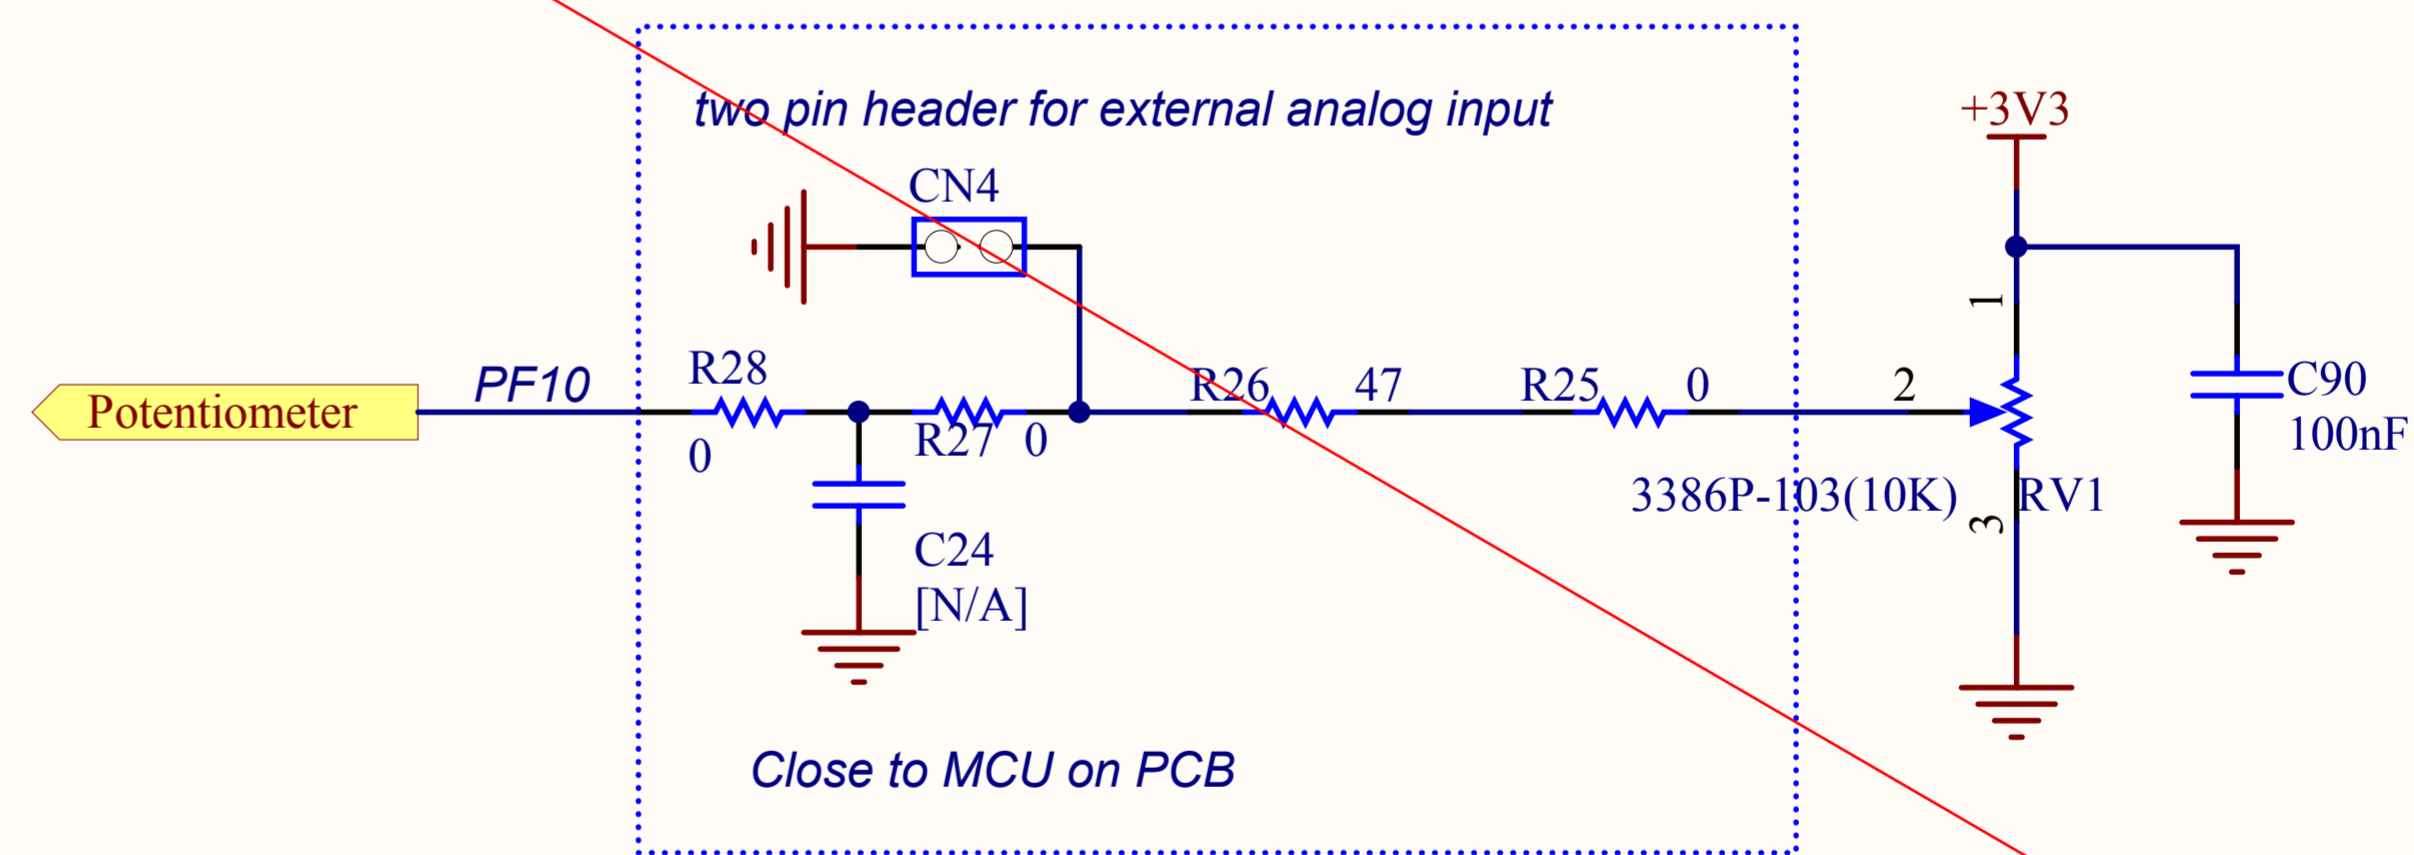 two pin header for external analog input
+3V3
CN4
1
Potentiometer
PF10
R28
0
R27
0
R26
47
R25
0
2
C90
100nF
3386P-103(10K)
RV1
3
C24
[N/A]
Close to MCU on PCB